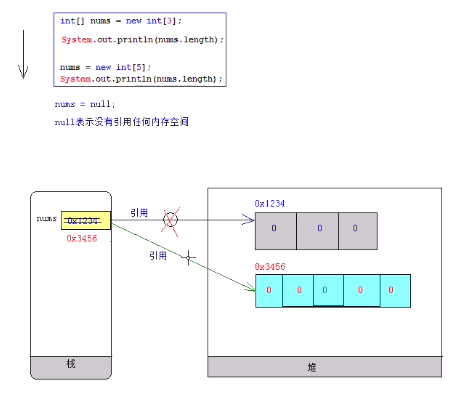 int[] nums = new int[3];
System.out.println(nums.length);
nums = new int[5];
System.out.println(nums.length);
nums = null;
null表示没有引用任何内存空间
nums
0x1234
0x3456
引用
引用
0x1234
0 0 0
0x3456
0 0 0 0 0
栈
堆